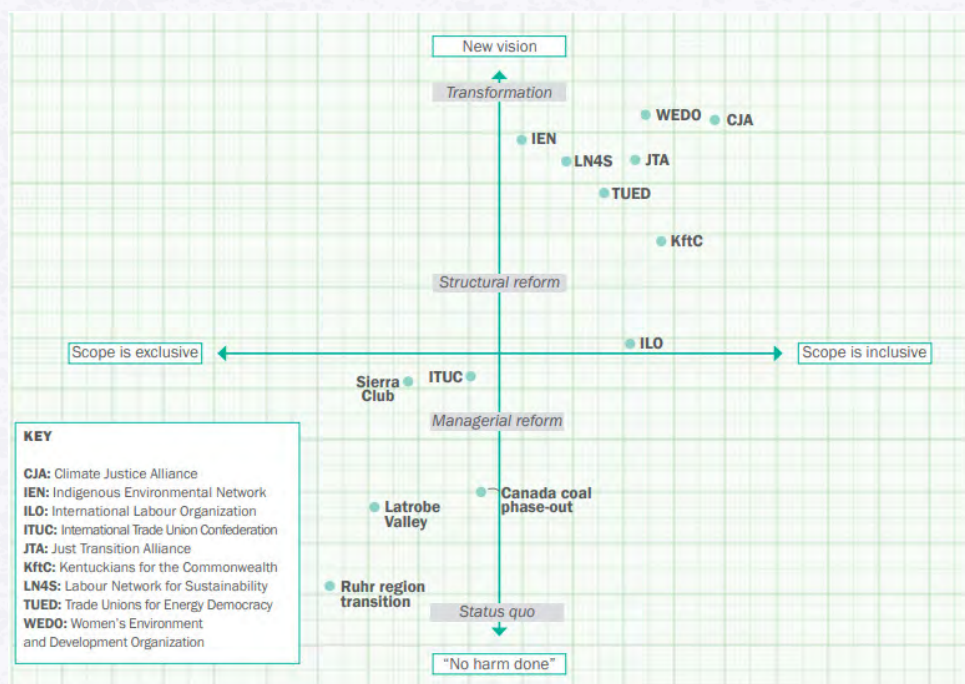 New vision
Transformation
WEDO
CJA
IEN
LN4S
JTA
TUED
KftC
Structural reform
ILO
Scope is exclusive
Scope is inclusive
ITUC
Sierra
Club
Managerial reform
Canada coal
phase-out
Latrobe
Valley
Ruhr region
transition
Status quo
“No harm done”
KEY
CJA: Climate Justice Alliance
IEN: Indigenous Environmental Network
ILO: International Labour Organization
ITUC: International Trade Union Confederation
JTA: Just Transition Alliance
KftC: Kentuckians for the Commonwealth
LN4S: Labour Network for Sustainability
TUED: Trade Unions for Energy Democracy
WEDO: Women’s Environment
and Development Organization